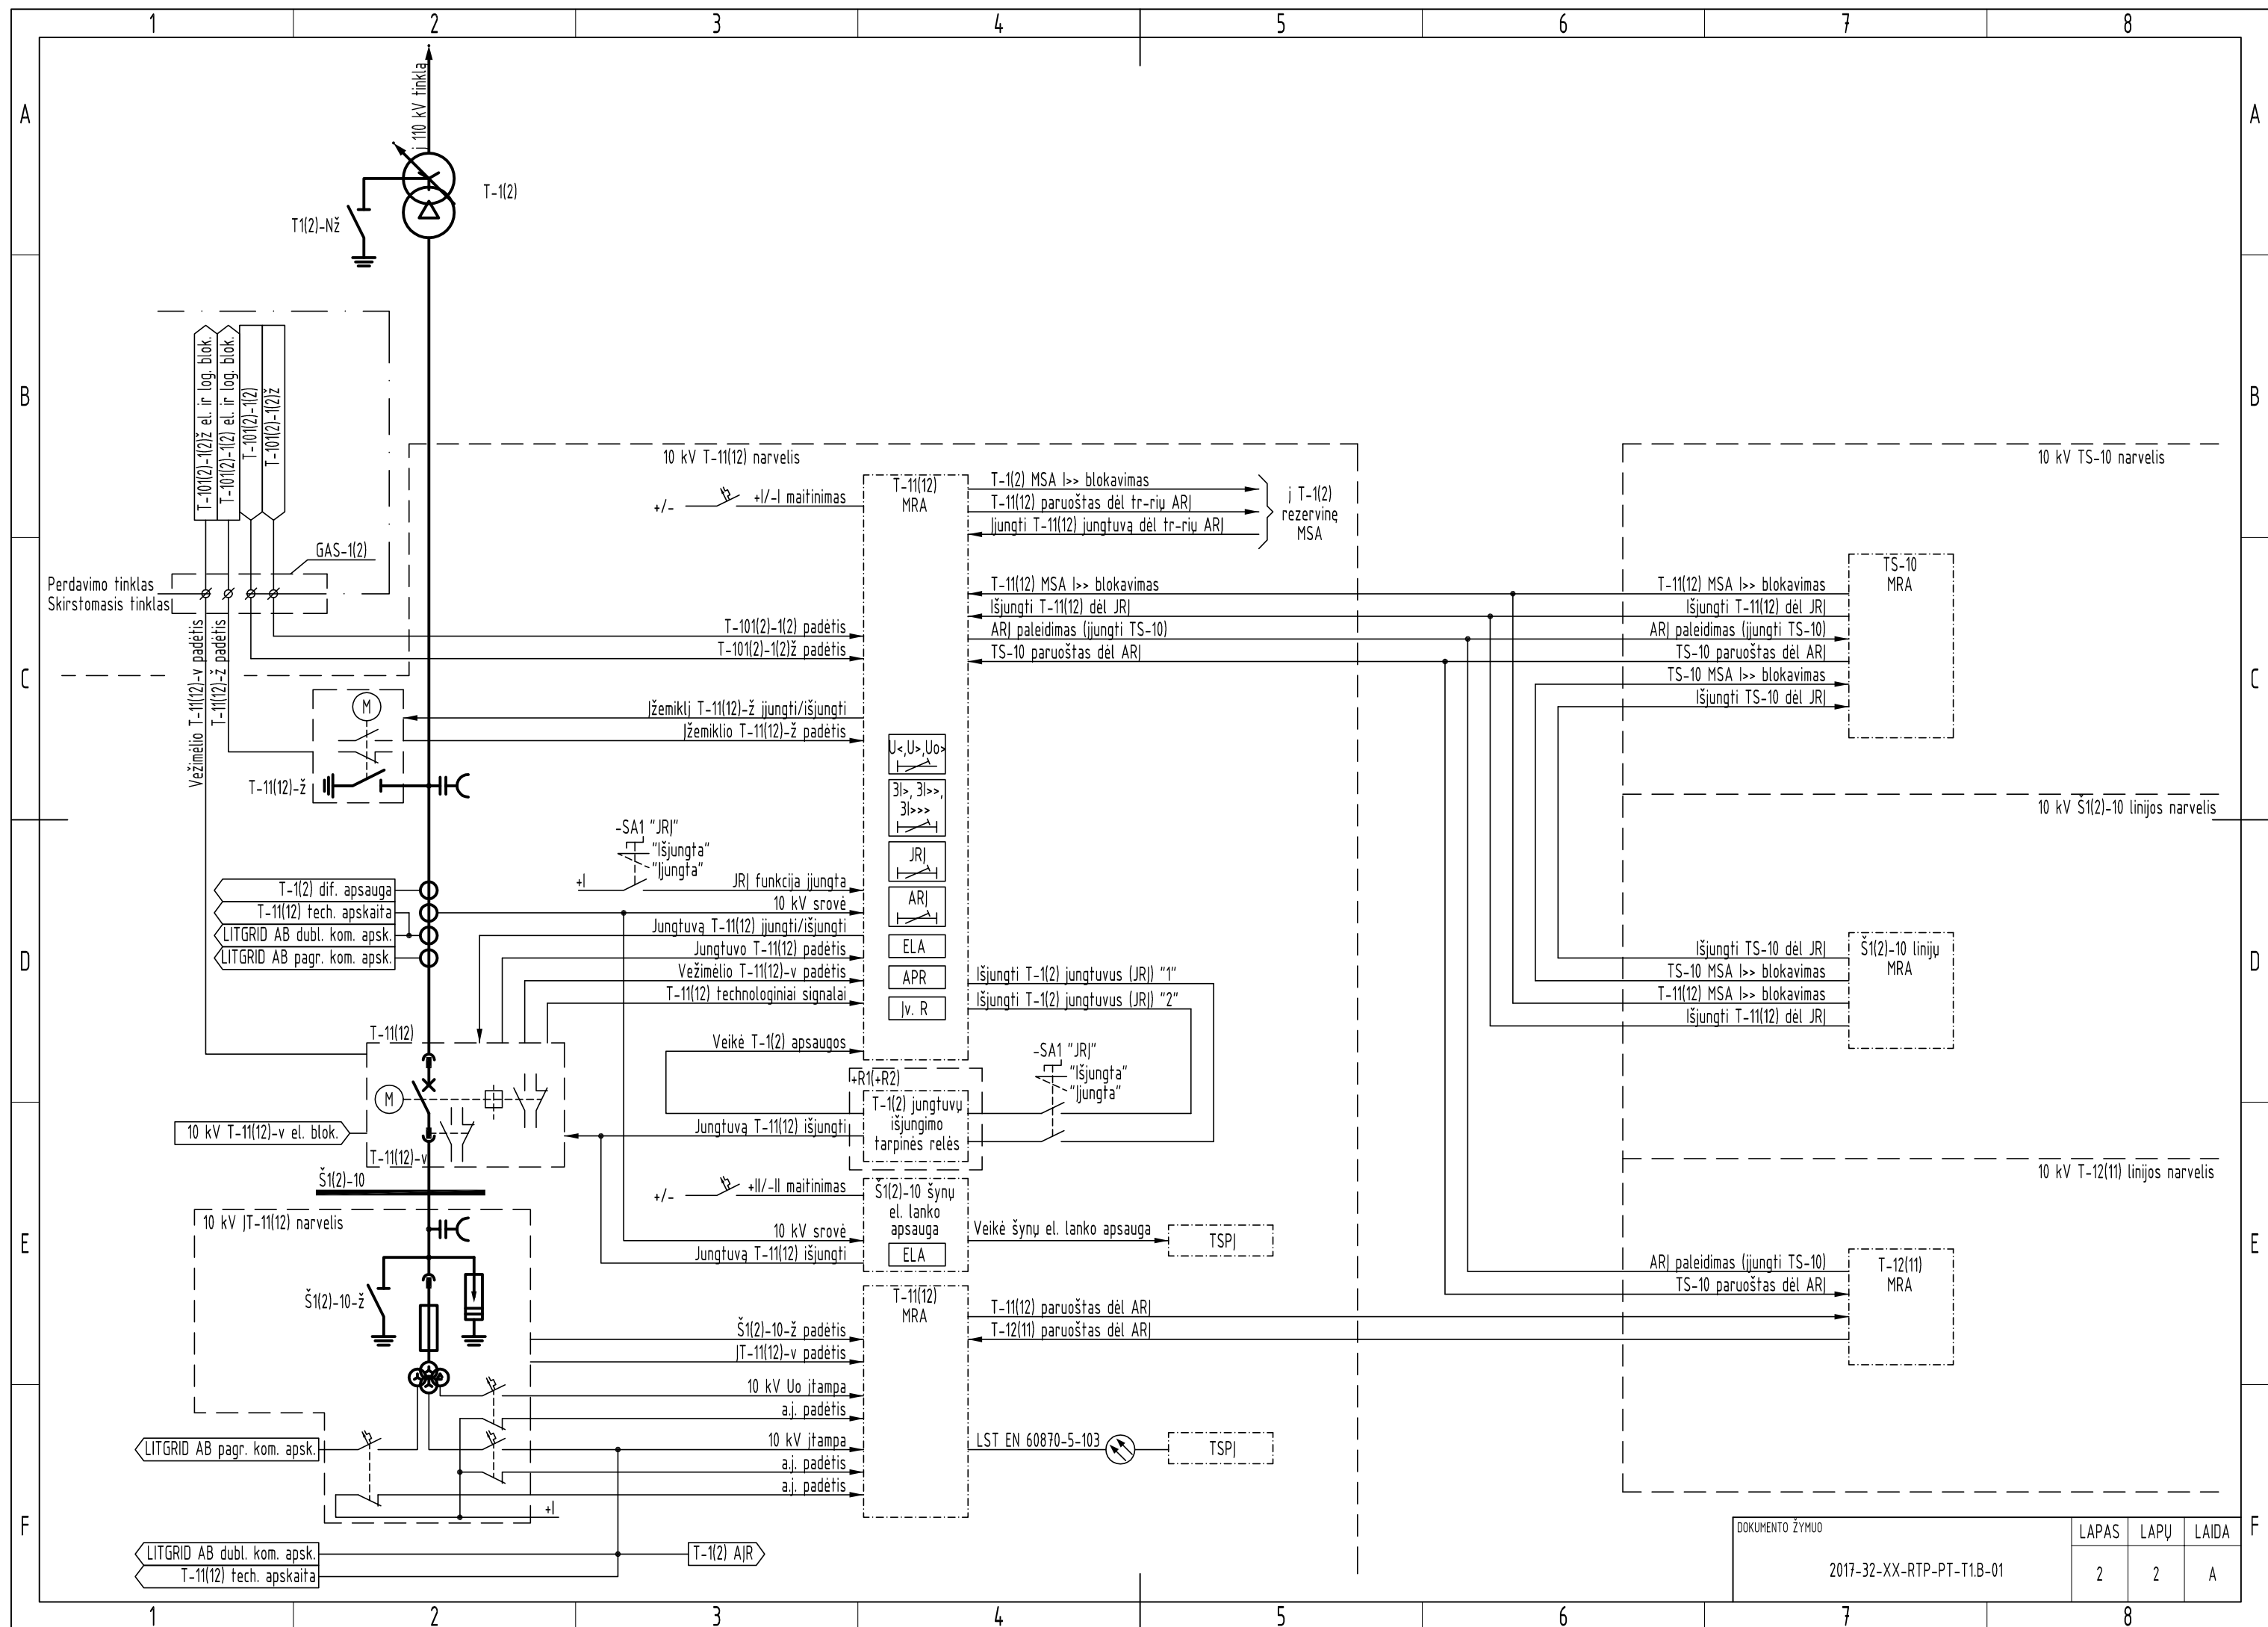 1 2 3 4 5 6 7 8
A
A
Į 110 kV tinklą
T-1(2)
T1(2)-Nž
B
B
T-101(2)-1(2)ž el. ir log. blok.
T-101(2)-1(2) el. ir log. blok.
T-101(2)-1(2)
T-101(2)-1(2)ž
GAS-1(2)
Perdavimo tinklas
Skirstomasis tinklas
Vežimėlio T-11(12)-v padėtis
T-11(12)-ž padėtis
10 kV T-11(12) narvelis
+/-
+I/-I maitinimas
T-11(12)
MRA
T-1(2) MSA I>> blokavimas
T-11(12) paruoštas dėl tr-rių ARĮ
Įjungti T-11(12) jungtuvą dėl tr-rių ARĮ
į T-1(2)
rezervinę
MSA
10 kV TS-10 narvelis
T-11(12) MSA I>> blokavimas
Išjungti T-11(12) dėl JRĮ
ARĮ paleidimas (įjungti TS-10)
TS-10 paruoštas dėl ARĮ
T-11(12) MSA I>> blokavimas
Išjungti T-11(12) dėl JRĮ
ARĮ paleidimas (įjungti TS-10)
TS-10 paruoštas dėl ARĮ
TS-10 MSA I>> blokavimas
Išjungti TS-10 dėl JRĮ
TS-10
MRA
C
C
T-101(2)-1(2) padėtis
T-101(2)-1(2)ž padėtis
Įžemiklį T-11(12)-ž įjungti/išjungti
Įžemiklio T-11(12)-ž padėtis
M
T-11(12)-ž
U<,U>,Uo>
3I>, 3I>>,
3I>>>
JRĮ
ARĮ
ELA
APR
Įv. R
10 kV Š1(2)-10 linijos narvelis
-SA1 "JRĮ"
"Išjungta"
"Įjungta"
+I
JRĮ funkcija įjungta
10 kV srovė
Jungtuvą T-11(12) įjungti/išjungti
Jungtuvo T-11(12) padėtis
Vežimėlio T-11(12)-v padėtis
T-11(12) technologiniai signalai
T-1(2) dif. apsauga
T-11(12) tech. apskaita
LITGRID AB dubl. kom. apsk.
LITGRID AB pagr. kom. apsk.
D
D
Išjungti T-1(2) jungtuvus (JRĮ) "1"
Išjungti T-1(2) jungtuvus (JRĮ) "2"
Išjungti TS-10 dėl JRĮ
TS-10 MSA I>> blokavimas
T-11(12) MSA I>> blokavimas
Išjungti T-11(12) dėl JRĮ
Š1(2)-10 linijų
MRA
T-11(12)
M
T-11(12)-v
10 kV T-11(12)-v el. blok.
Veikė T-1(2) apsaugos
+R1(+R2)
T-1(2) jungtuvų
išjungimo
tarpinės relės
-SA1 "JRĮ"
"Išjungta"
"Įjungta"
Jungtuvą T-11(12) išjungti
Š1(2)-10
10 kV T-12(11) linijos narvelis
10 kV ĮT-11(12) narvelis
+/-
+II/-II maitinimas
Š1(2)-10 šynų
el. lanko
apsauga
ELA
10 kV srovė
Jungtuvą T-11(12) išjungti
Veikė šynų el. lanko apsauga
TSPĮ
E
E
Š1(2)-10-ž
T-11(12)
MRA
T-11(12) paruoštas dėl ARĮ
T-12(11) paruoštas dėl ARĮ
ARĮ paleidimas (įjungti TS-10)
TS-10 paruoštas dėl ARĮ
T-12(11)
MRA
Š1(2)-10-ž padėtis
ĮT-11(12)-v padėtis
10 kV Uo įtampa
a.j. padėtis
10 kV įtampa
a.j. padėtis
a.j. padėtis
LITGRID AB pagr. kom. apsk.
+I
LST EN 60870-5-103
TSPĮ
F
F
LITGRID AB dubl. kom. apsk.
T-11(12) tech. apskaita
T-1(2) AĮR
DOKUMENTO ŽYMUO
LAPAS LAPŲ LAIDA
2017-32-XX-RTP-PT-T1.B-01
2 2 A
1 2 3 4 5 6 7 8